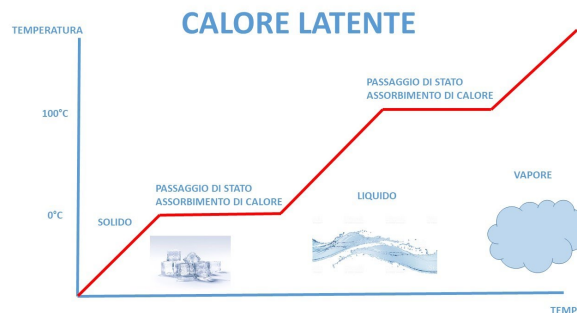 CALORE LATENTE
TEMPERATURA
PASSAGGIO DI STATO
ASSORBIMENTO DI CALORE
100°C
VAPORE
PASSAGGIO DI STATO
ASSORBIMENTO DI CALORE
LIQUIDO
0°C
SOLIDO
TEMP